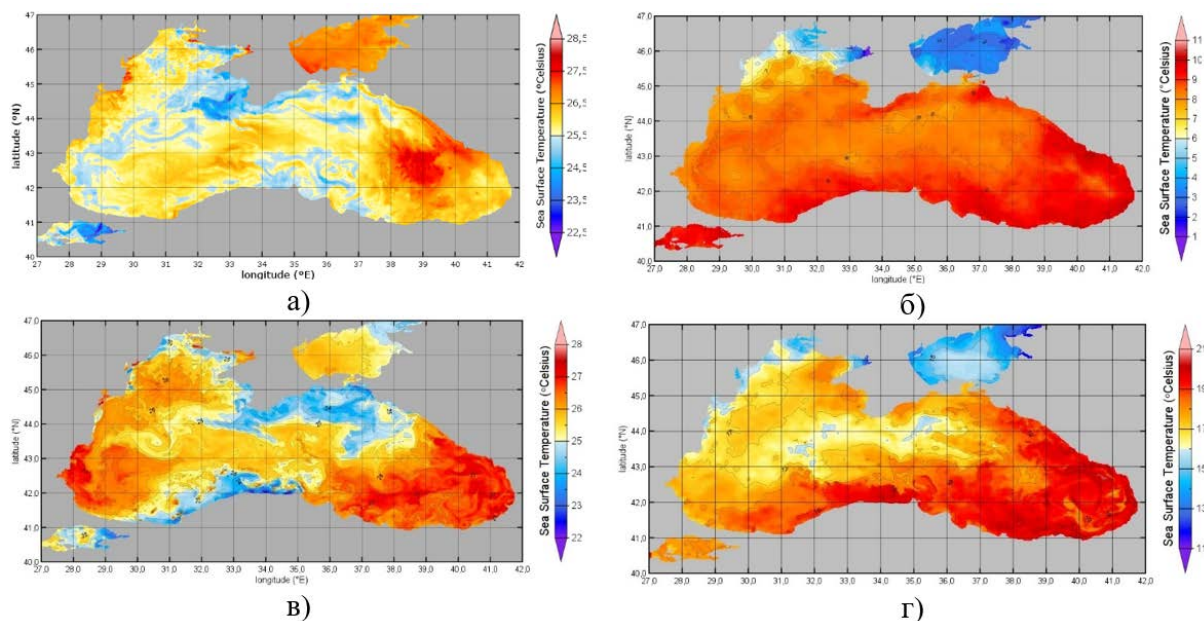 47
46
45
44
43
42
41
40
latitude (ºN)
27 28 29 30 31 32 33 34 35 36 37 38 39 40 41 42
longitude (ºE)
28,5
27,5
26,5
25,5
24,5
23,5
22,5
Sea Surface Temperature (ºCelsius)
а)
47,0
46,0
45,0
44,0
43,0
42,0
41,0
40,0
latitude (°N)
27,0 28,0 29,0 30,0 31,0 32,0 33,0 34,0 35,0 36,0 37,0 38,0 39,0 40,0 41,0 42,0
longitude (°E)
11
10
9
8
7
6
5
4
3
2
1
Sea Surface Temperature (°Celsius)
б)
47,0
46,0
45,0
44,0
43,0
42,0
41,0
40,0
latitude (°N)
27,0 28,0 29,0 30,0 31,0 32,0 33,0 34,0 35,0 36,0 37,0 38,0 39,0 40,0 41,0 42,0
longitude (°E)
28
27
26
25
24
23
22
Sea Surface Temperature (ºCelsius)
в)
47,0
46,0
45,0
44,0
43,0
42,0
41,0
40,0
latitude (°N)
27,0 28,0 29,0 30,0 31,0 32,0 33,0 34,0 35,0 36,0 37,0 38,0 39,0 40,0 41,0 42,0
longitude (°E)
Sea Surface Temperature (ºCelsius)
г)